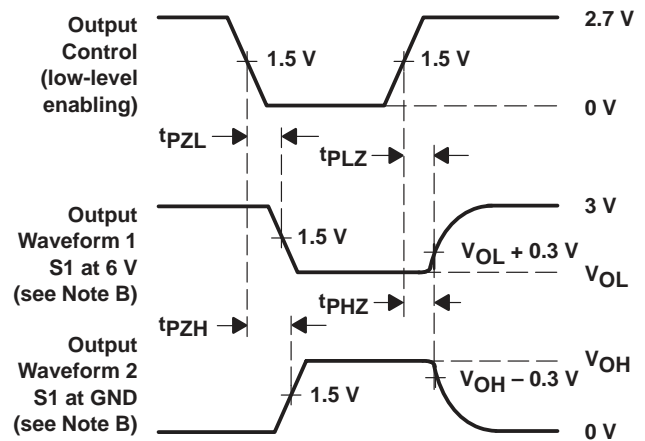 Output
Control
(low-level
enabling)
1.5 V
1.5 V
2.7 V
0 V
tPZL
tPLZ
Output
Waveform 1
S1 at 6 V
(see Note B)
1.5 V
3 V
VOL + 0.3 V
VOL
tPZH
tPHZ
Output
Waveform 2
S1 at GND
(see Note B)
1.5 V
VOH
VOH – 0.3 V
0 V